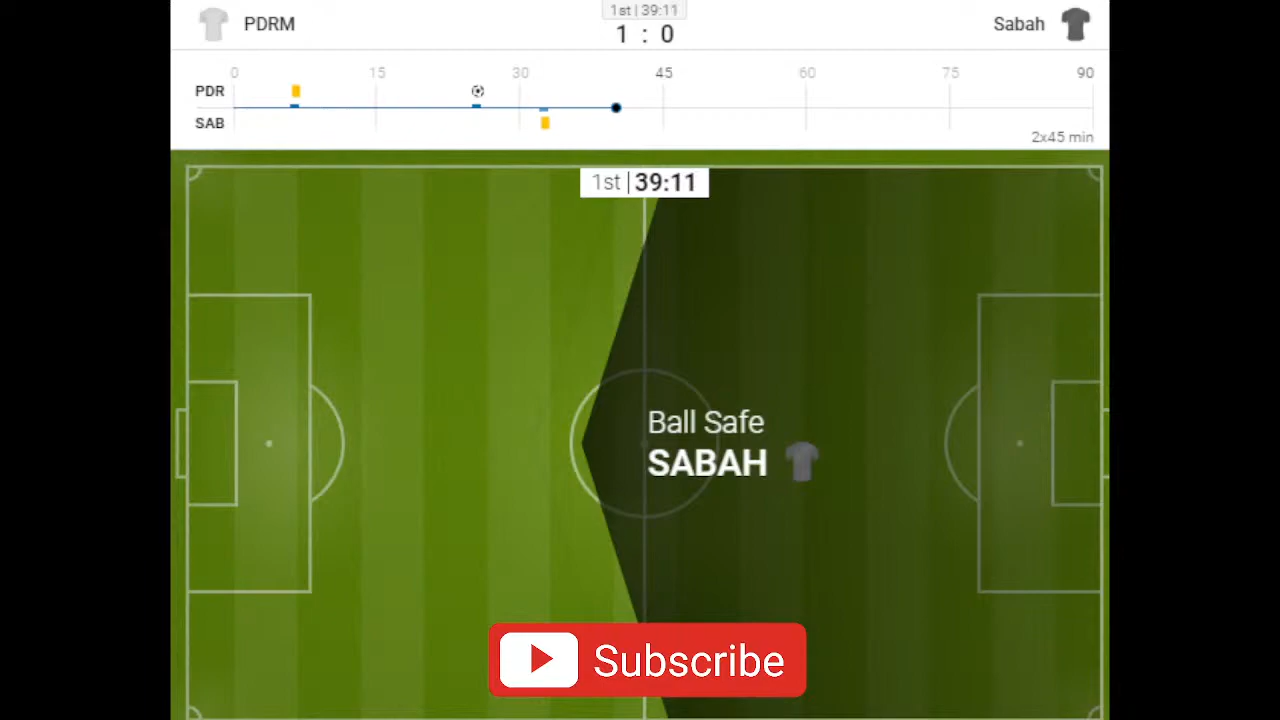 PDRM
1st | 39:11
1 : 0
Sabah
0 15 30 45 60 75 90
PDR
SAB
2x45 min
1st | 39:11
Ball Safe
SABAH
Subscribe